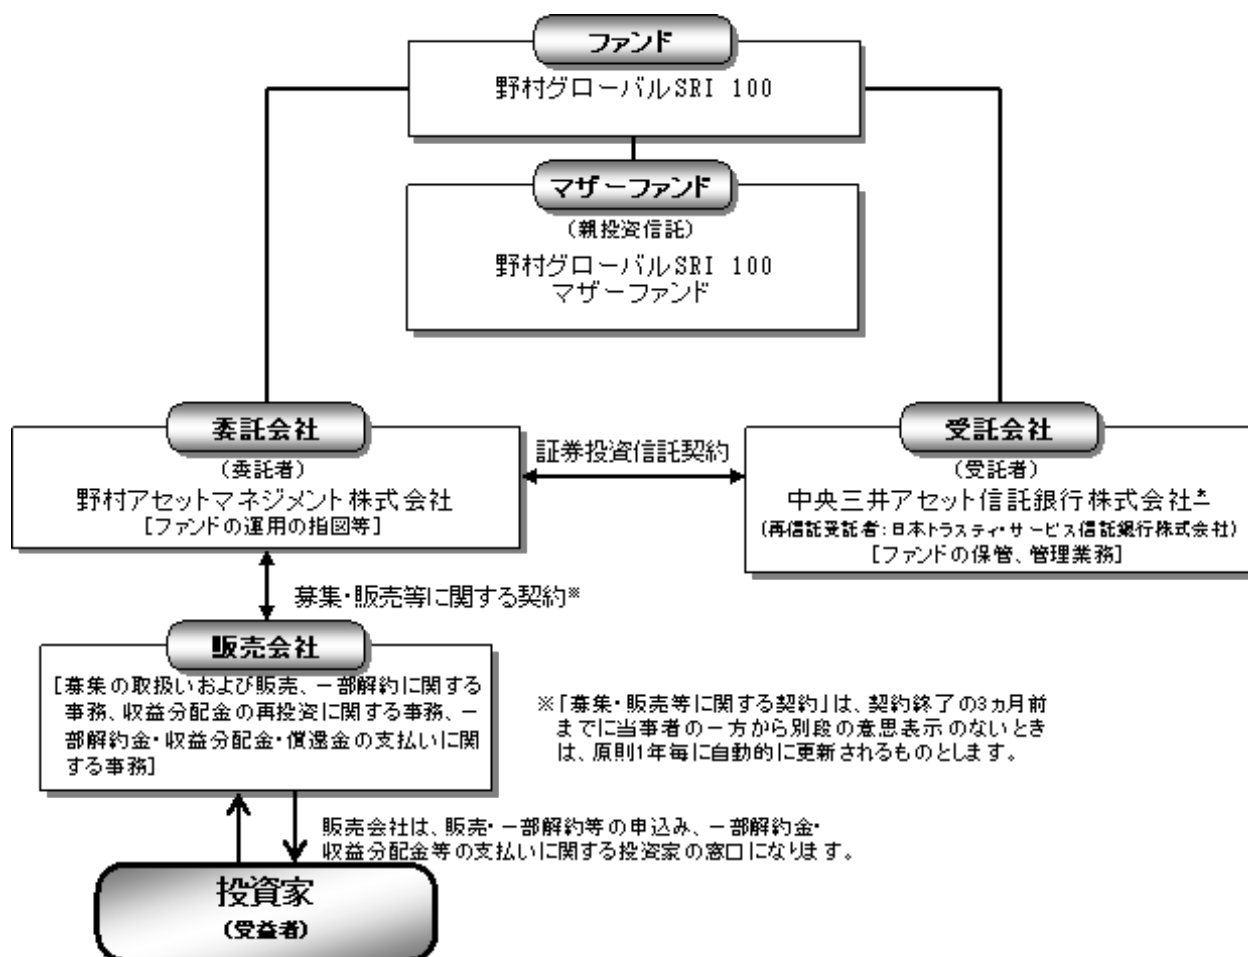 ファンド
野村グローバルSRI 100
マザーファンド
(親投資信託)
野村グローバルSRI 100
マザーファンド
委託会社
(委託者)
野村アセットマネジメント株式会社
[ファンドの運用の指図等]
証券投資信託契約
受託会社
(受託者)
中央三井アセット信託銀行株式会社*
(再信託受託者:日本トラスティ・サービス信託銀行株式会社)
[ファンドの保管、管理業務]
募集・販売等に関する契約※
販売会社
[募集の取扱いおよび販売、一部解約に関する
事務、収益分配金の再投資に関する事務、一
部解約金・収益分配金・償還金の支払いに関
する事務]
※「募集・販売等に関する契約」は、契約終了の3ヵ月前
までに当事者の一方から別段の意思表示のないとき
は、原則1年毎に自動的に更新されるものとします。
販売会社は、販売・一部解約等の申込み、一部解約金・
収益分配金等の支払いに関する投資家の窓口になります。
投資家
(受益者)